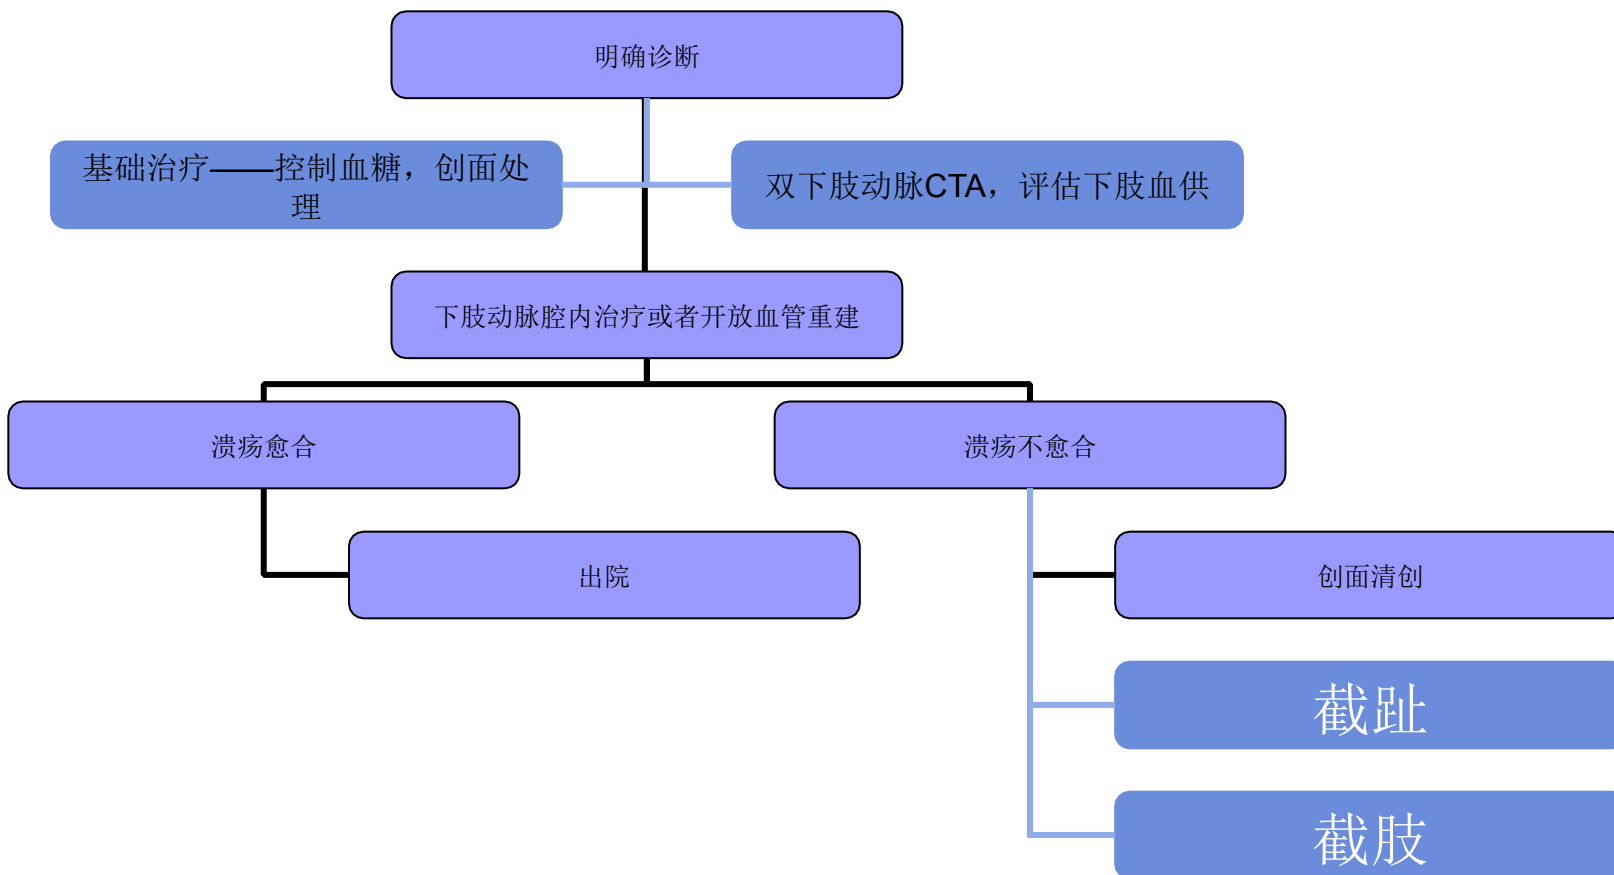 明确诊断
基础治疗——控制血糖，创面处
理
双下肢动脉CTA，评估下肢血供
下肢动脉腔内治疗或者开放血管重建
溃疡愈合
溃疡不愈合
出院
创面清创
截趾
截肢